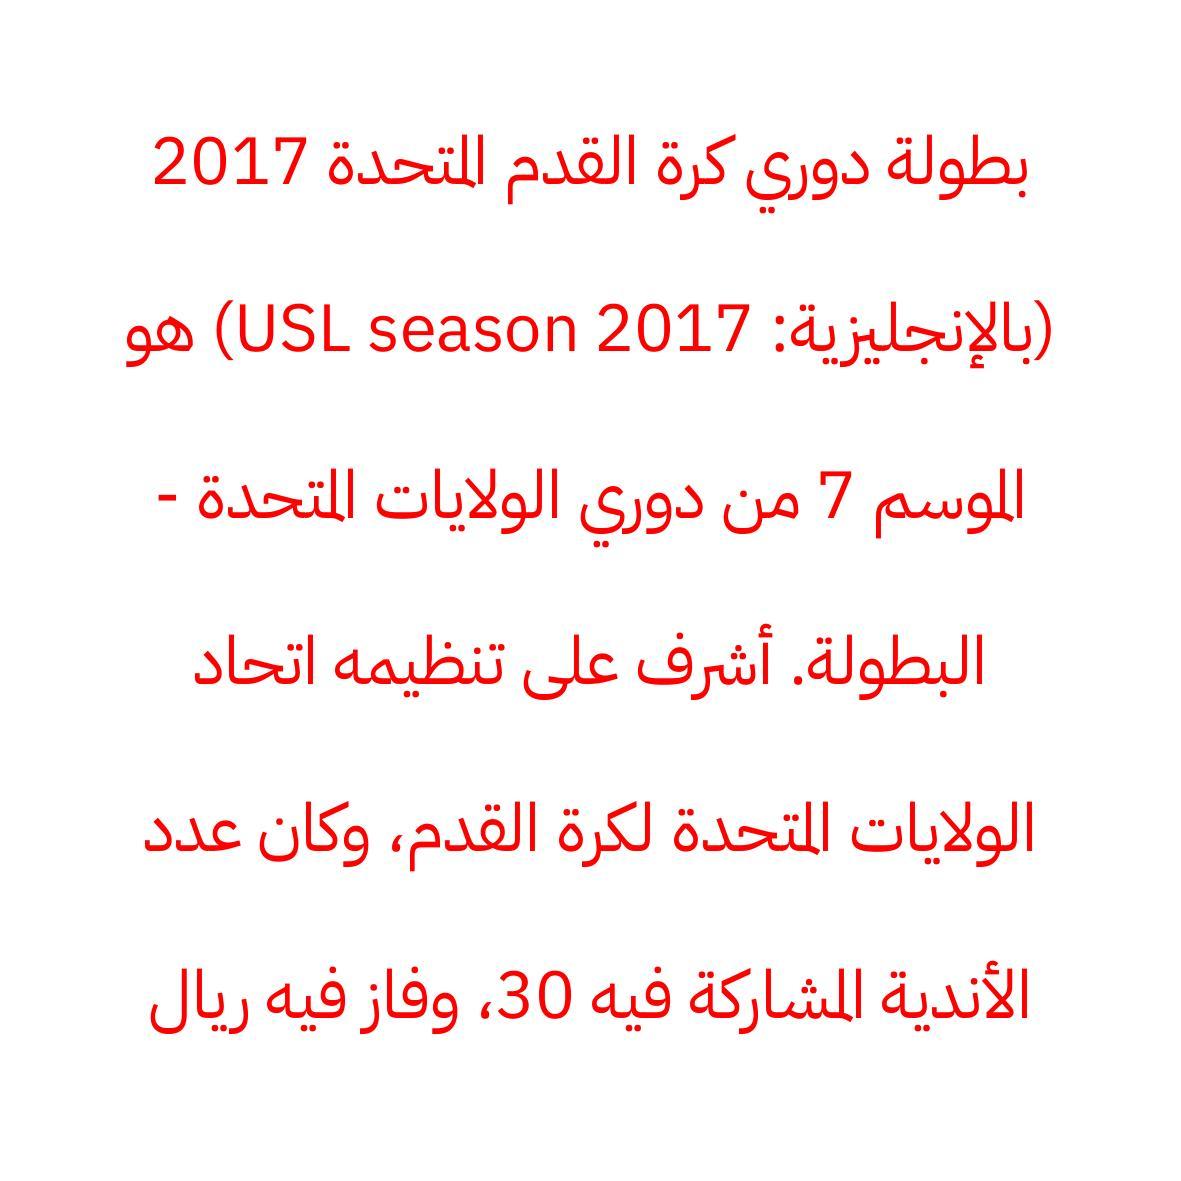 بطولة دوري كرة القدم المتحدة 2017
(بالإنجليزية: 2017 USL season) هو
الموسم 7 من دوري الولايات المتحدة -
البطولة. أشرف على تنظيمه اتحاد
الولايات المتحدة لكرة القدم، وكان عدد
الأندية المشاركة فيه 30، وفاز فيه ريال